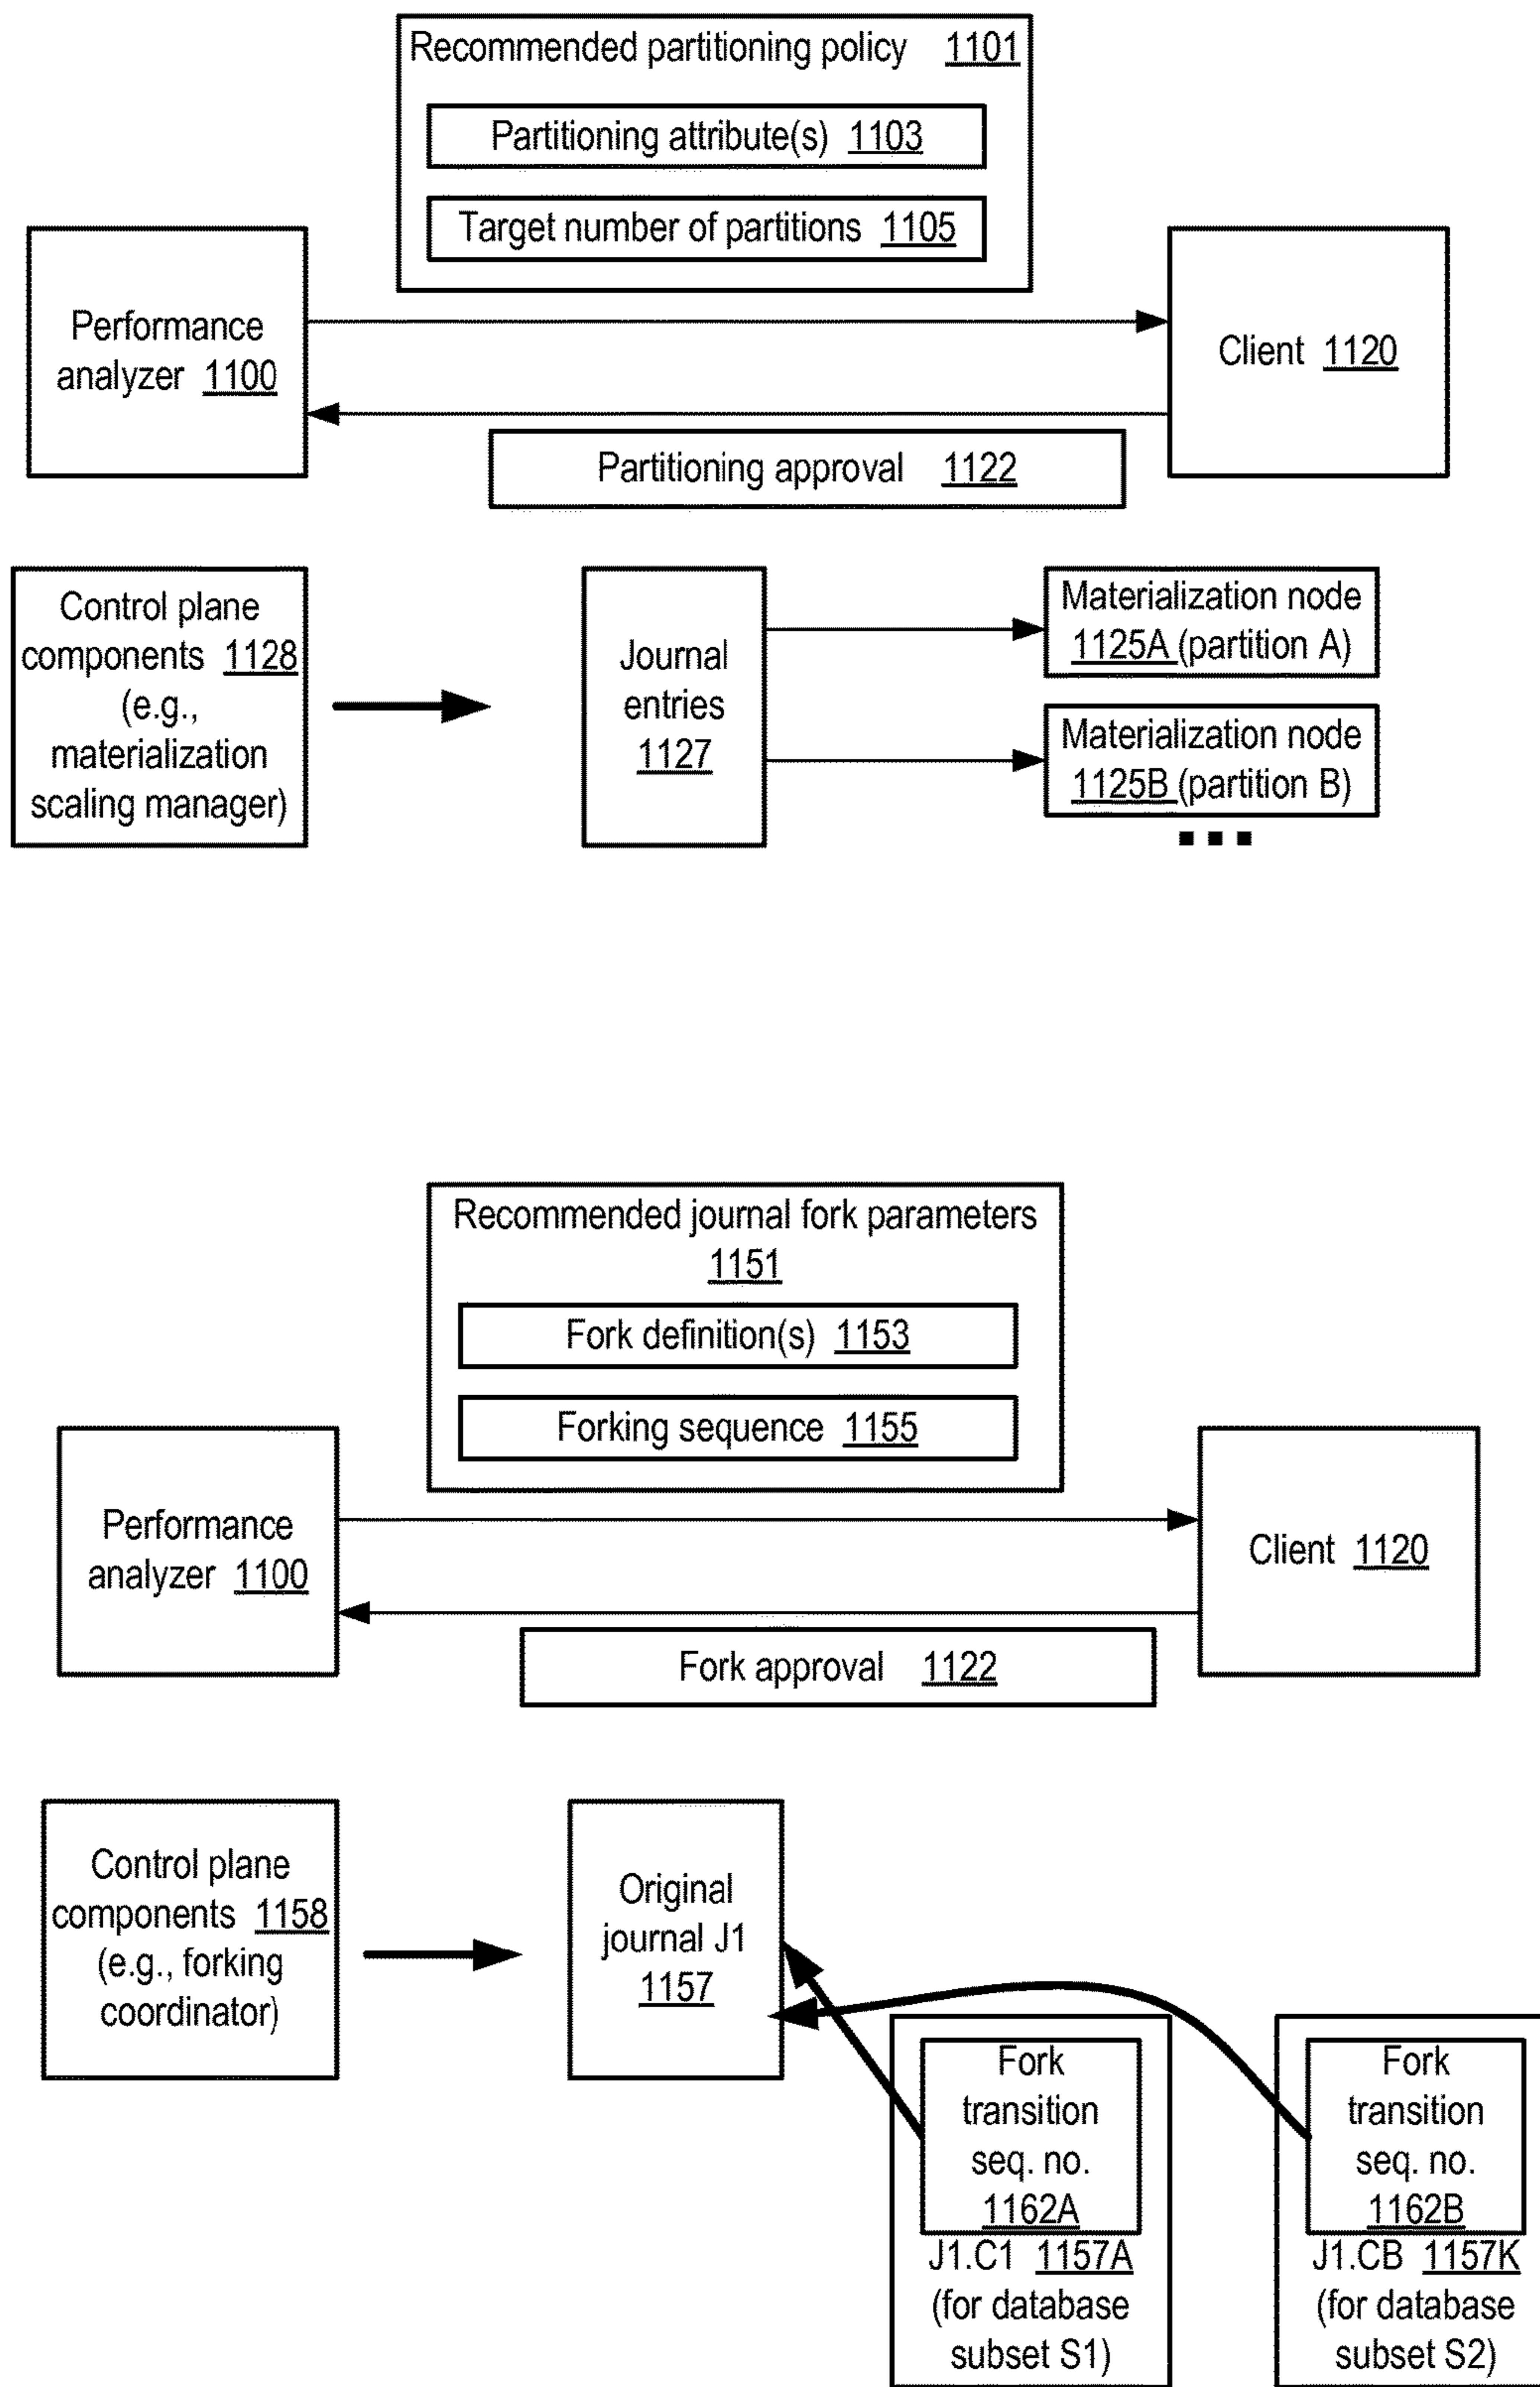 Recommended partitioning policy 1101
Partitioning attribute(s) 1103
Target number of partitions 1105
Performance
analyzer 1100
Client 1120
Partitioning approval 1122
Control plane
components 1128
(e.g.,
materialization
scaling manager)
Journal
entries
1127
Materialization node
1125A (partition A)
Materialization node
1125B (partition B)
Recommended journal fork parameters
1151
Fork definition(s) 1153
Forking sequence 1155
Performance
analyzer 1100
Client 1120
Fork approval 1122
Control plane
components 1158
(e.g., forking
coordinator)
Original
journal J1
1157
Fork
transition
seq. no.
1162A
J1.C1 1157A
(for database
subset S1)
Fork
transition
seq. no.
1162B
J1.CB 1157K
(for database
subset S2)